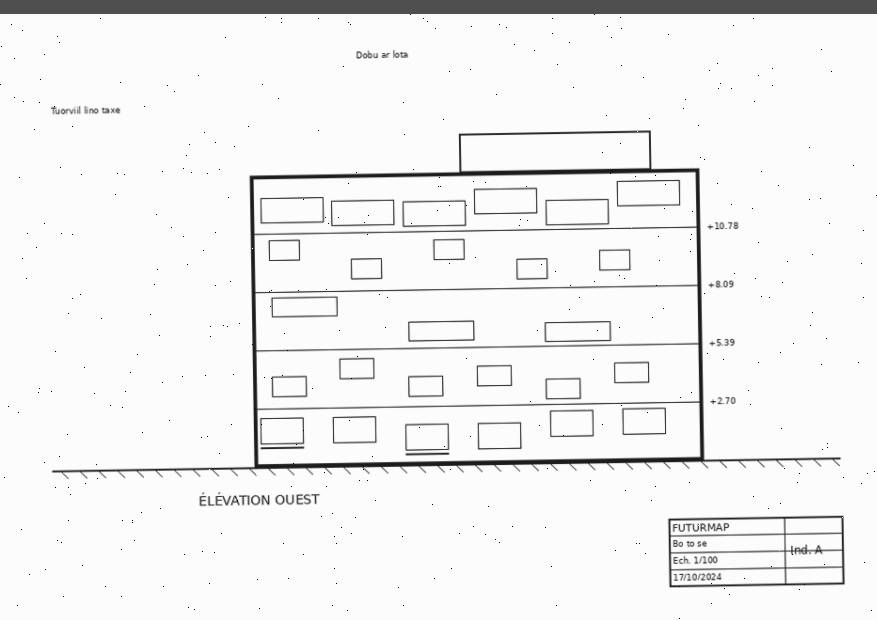 Dobu ar lota
Tuorviil lino taxe
+10.78
+8.09
+5.39
+2.70
ÉLÉVATION OUEST
FUTURMAP
Bo to se
Ind. A
Ech. 1/100
17/10/2024